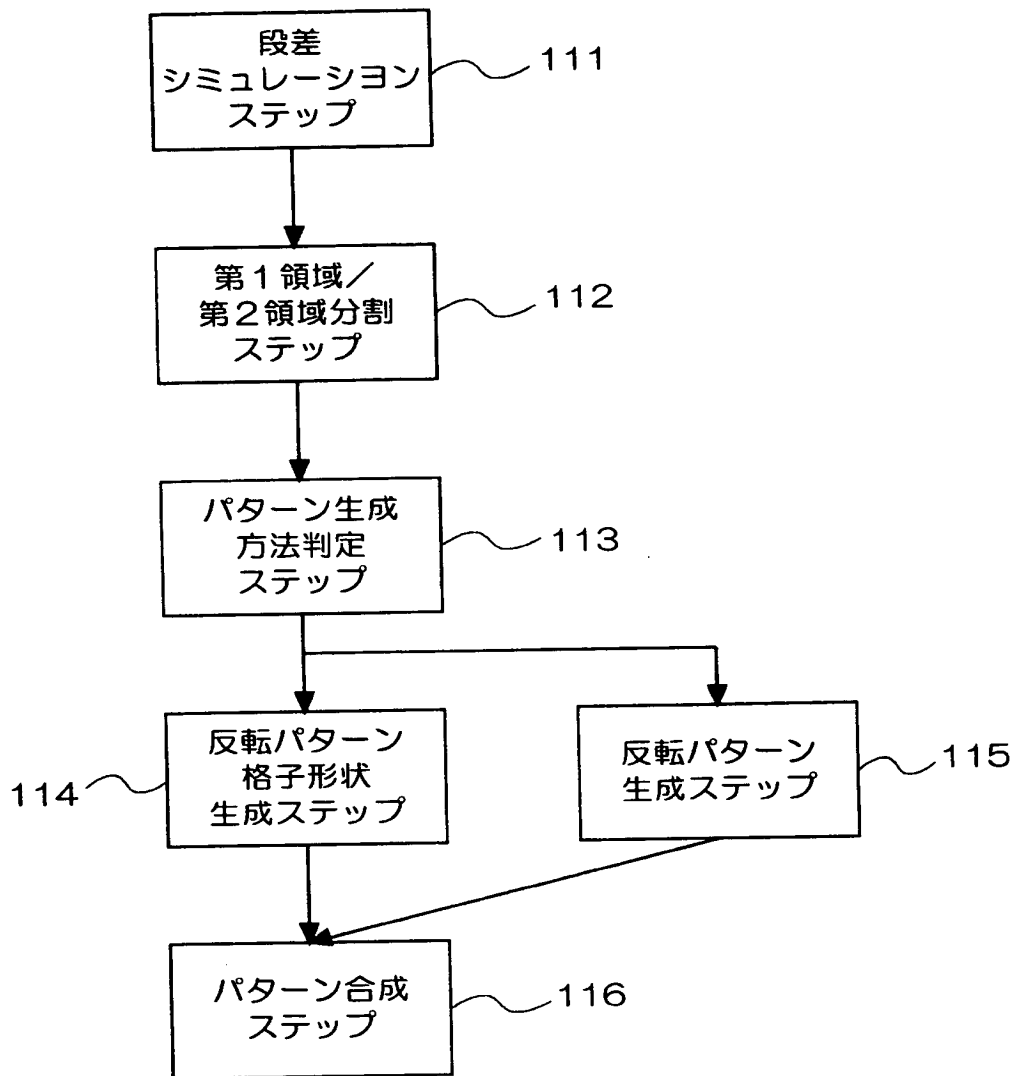 段差
シミュレーシヨン
ステップ
111
第1領域／
第2領域分割
ステップ
112
パターン生成
方法判定
ステップ
113
反転パターン
格子形状
生成ステップ
114
反転パターン
生成ステップ
115
パターン合成
ステップ
116